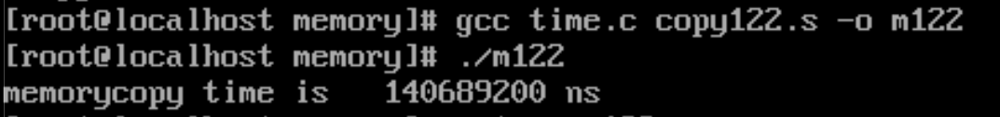 [root@localhost memory]# gcc time.c copy122.s -o m122
[root@localhost memory]# ./m122
memorycopy time is   140689200 ns